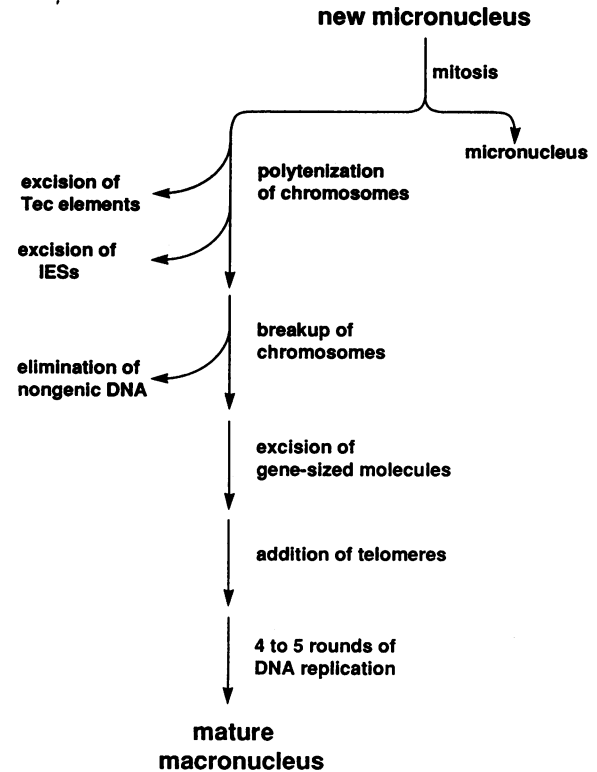 new micronucleus
mitosis
micronucleus
polytenization
of chromosomes
excision of
Tec elements
excision of
IESs
breakup of
chromosomes
elimination of
nongenic DNA
excision of
gene-sized molecules
addition of telomeres
4 to 5 rounds of
DNA replication
mature
macronucleus